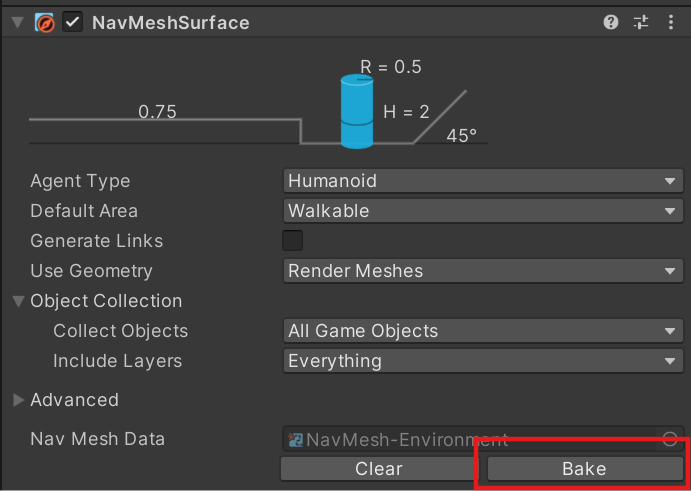 NavMeshSurface
R = 0.5
0.75
H = 2
45°
Agent Type Humanoid
Default Area Walkable
Generate Links
Use Geometry Render Meshes
Object Collection
Collect Objects All Game Objects
Include Layers Everything
Advanced
Nav Mesh Data NavMesh-Environment
Clear Bake